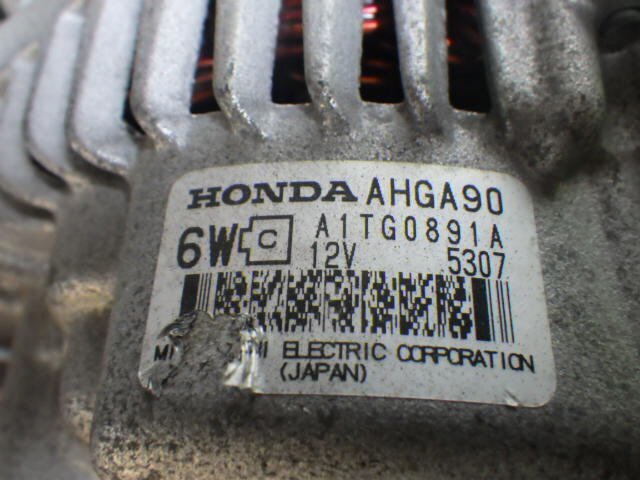 HONDA AHGA90
6W C A1TG0891A
12V 5307
ELECTRIC CORPORATION
(JAPAN)